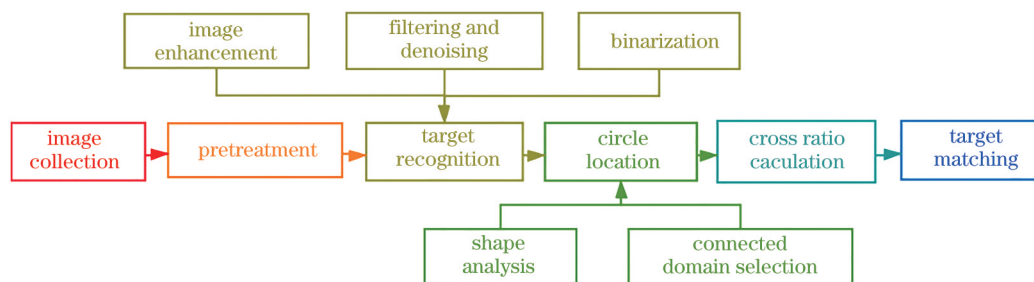 image
enhancement
filtering and
denoising
binarization
image
collection
pretreatment
target
recognition
circle
location
cross ratio
caculation
target
matching
shape
analysis
connected
domain selection